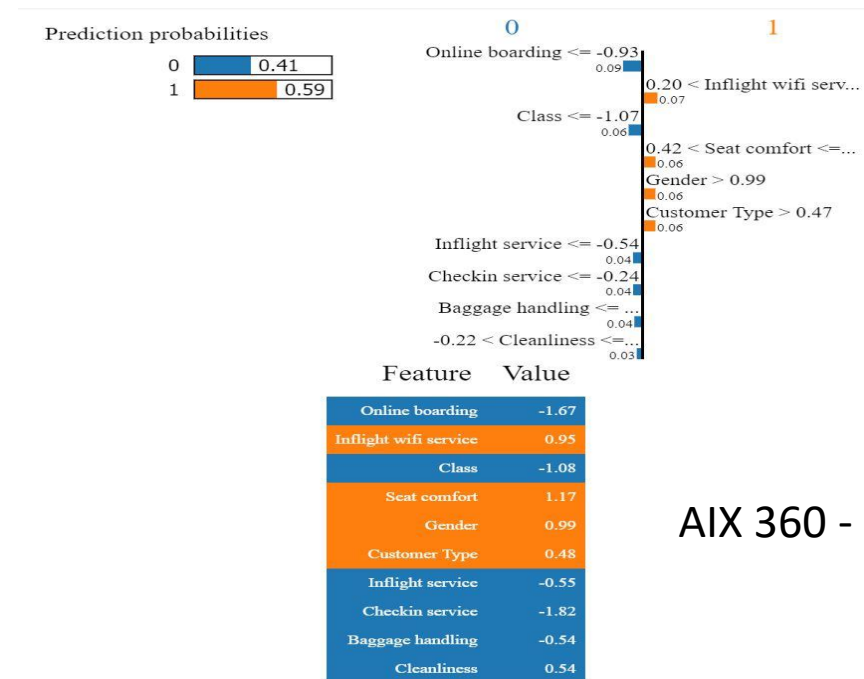 Prediction probabilities
0 0.41
1 0.59
0 1
Online boarding <= -0.93
0.09
0.20 < Inflight wifi serv...
0.07
Class <= -1.07
0.06
0.42 < Seat comfort <=...
0.06
Gender > 0.99
0.06
Customer Type > 0.47
0.06
Inflight service <= -0.54
0.04
Checkin service <= -0.24
0.04
Baggage handling <= ...
0.04
-0.22 < Cleanliness <=...
0.03
Feature Value
Online boarding -1.67
Inflight wifi service 0.95
Class -1.08
Seat comfort 1.17
Gender 0.99
Customer Type 0.48
Inflight service -0.55
Checkin service -1.82
Baggage handling -0.54
Cleanliness 0.54
AIX 360 -